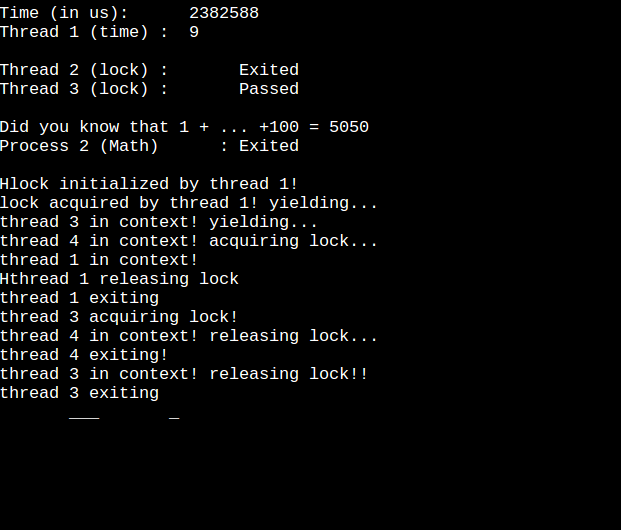 Time (in us):      2382588
Thread 1 (time) :  9
Thread 2 (lock) :       Exited
Thread 3 (lock) :       Passed
Did you know that 1 + ... +100 = 5050
Process 2 (Math)      : Exited
Hlock initialized by thread 1!
lock acquired by thread 1! yielding...
thread 3 in context! yielding...
thread 4 in context! acquiring lock...
thread 1 in context!
Hthread 1 releasing lock
thread 1 exiting
thread 3 acquiring lock!
thread 4 in context! releasing lock...
thread 4 exiting!
thread 3 in context! releasing lock!!
thread 3 exiting
       ___       _